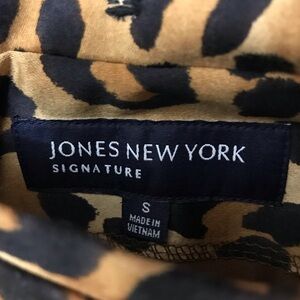 JONES NEW YORK
SIGNATURE
S
MADE IN
VIETNAM